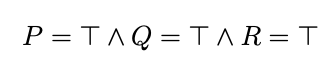 P = ⊤ ∧ Q = ⊤ ∧ R = ⊤